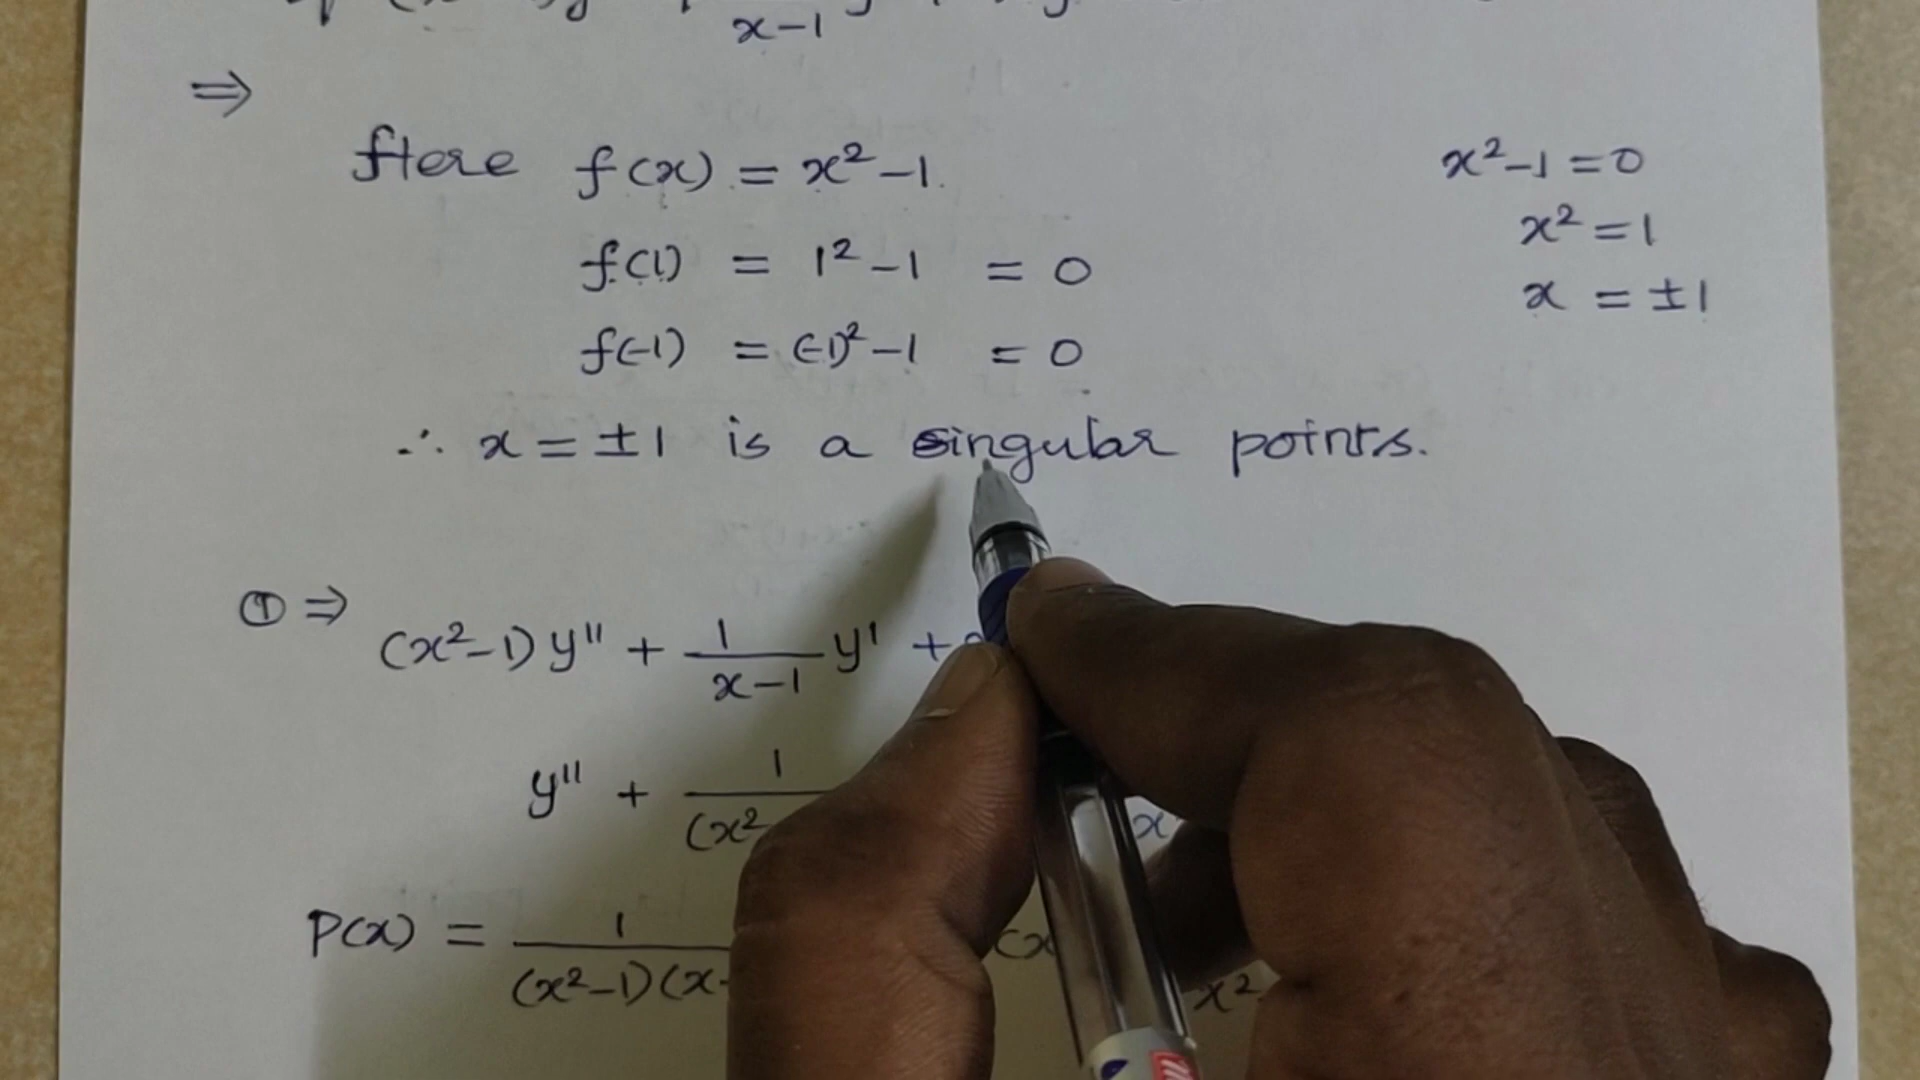 x-1
⇒
Here f(x) = x²-1.
x²-1 = 0
f(1) = 1²-1 = 0
x² = 1
f(-1) = (-1)²-1 = 0
x = ±1
∴ x = ±1 is a singular points.
① ⇒ (x²-1) y'' + 1/(x-1) y' +
y'' + 1/(x²
x
P(x) = 1/(x²-1)(x-
(x
x²